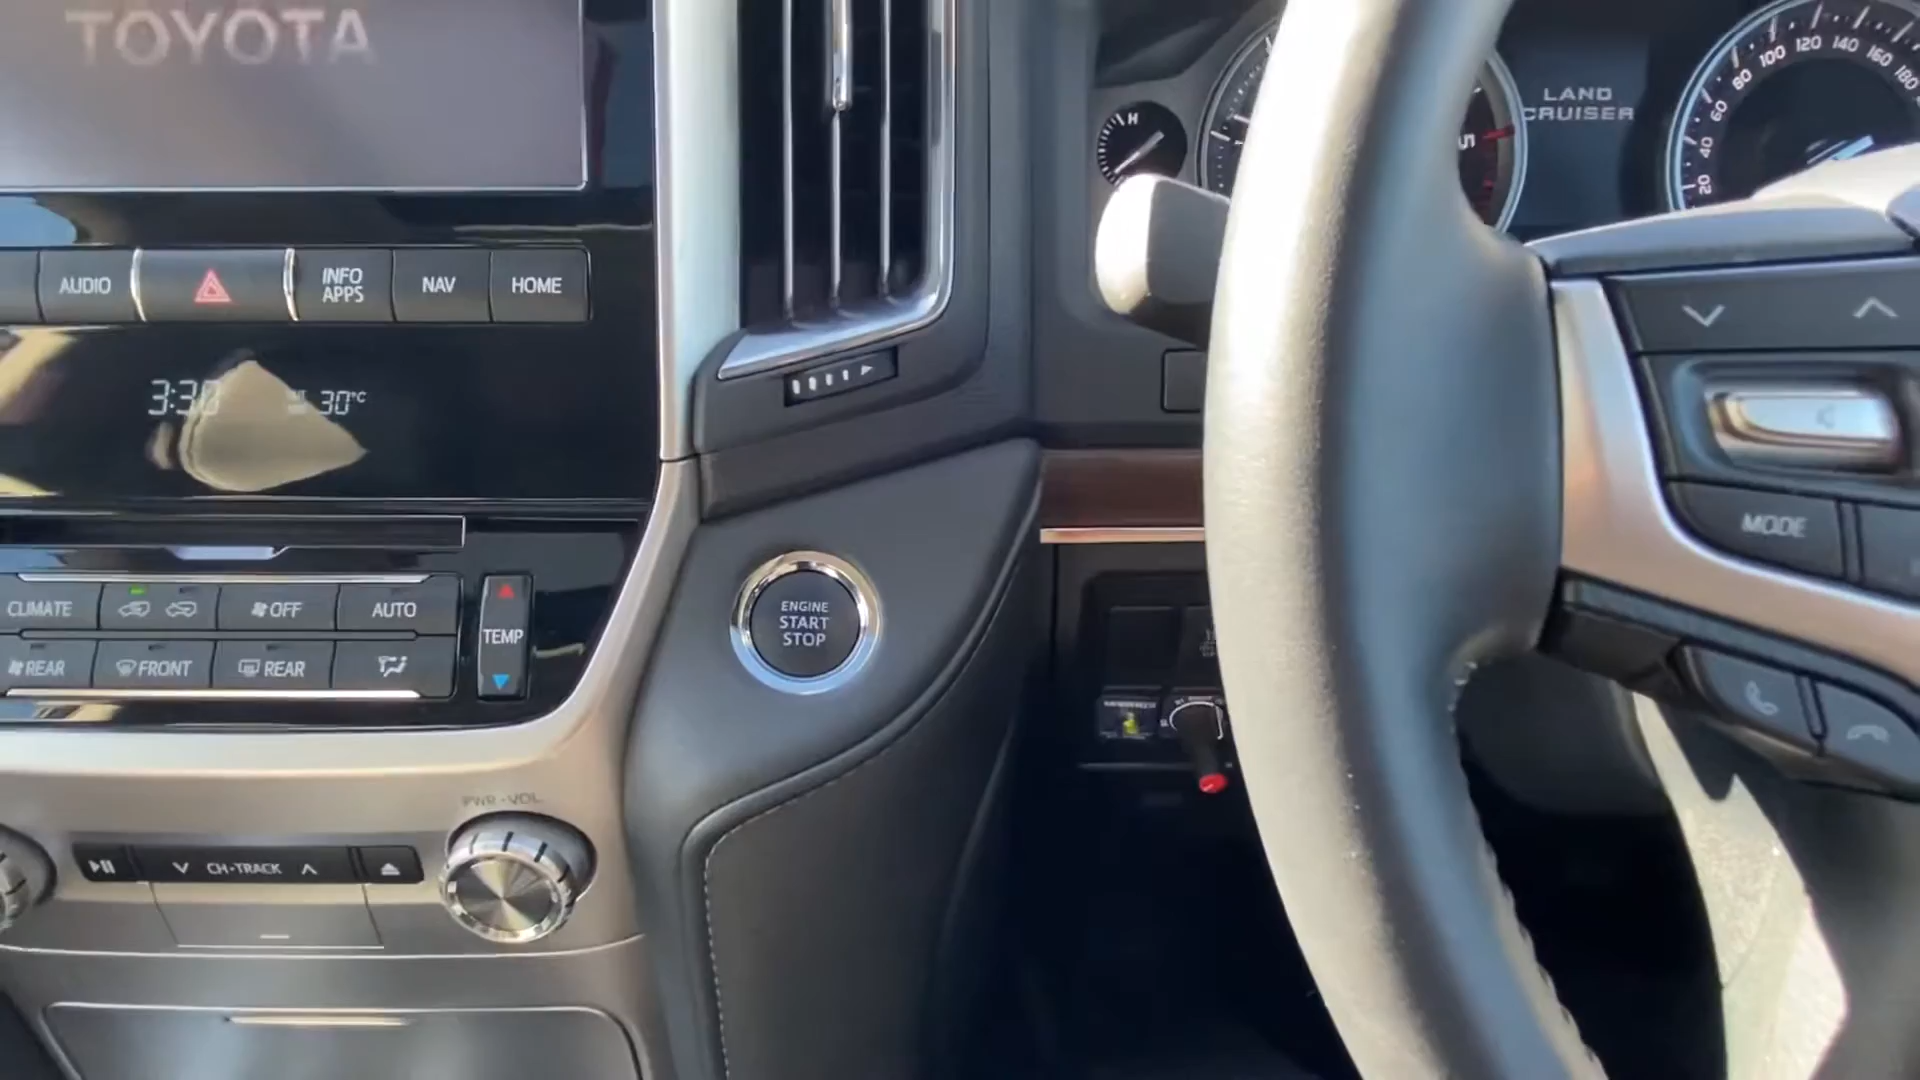 TOYOTA
H
LAND
CRUISER
20
40
60
80
100
120
140
160
180
AUDIO
INFO
APPS
NAV
HOME
3:30
30°C
MODE
CLIMATE
OFF
AUTO
TEMP
REAR
FRONT
REAR
ENGINE
START
STOP
PWR·VOL
CH·TRACK